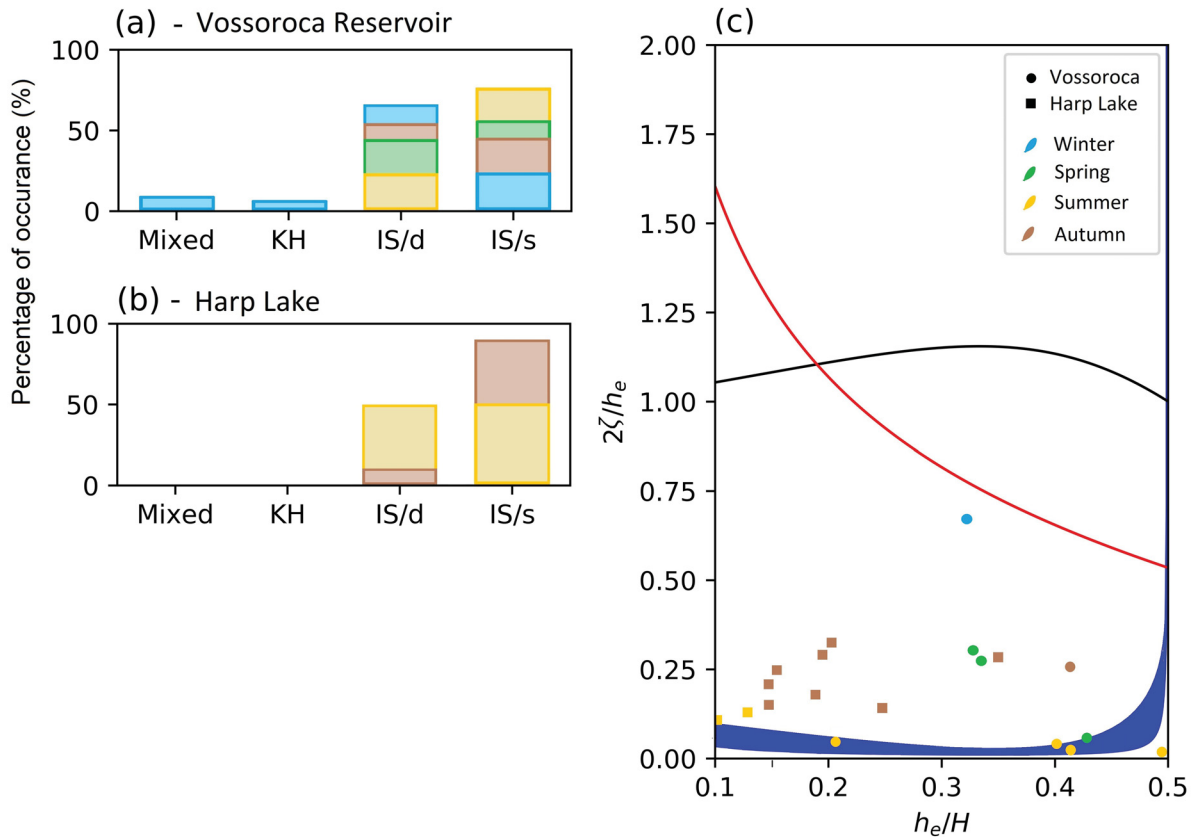 (a) - Vossoroca Reservoir
Percentage of occurance (%)
100
50
0
Mixed KH IS/d IS/s
(b) - Harp Lake
100
50
0
Mixed KH IS/d IS/s
(c)
2.00
1.75
1.50
1.25
1.00
0.75
0.50
0.25
0.00
2ζ/hₑ
Vossoroca
Harp Lake
Winter
Spring
Summer
Autumn
0.1 0.2 0.3 0.4 0.5
hₑ/H